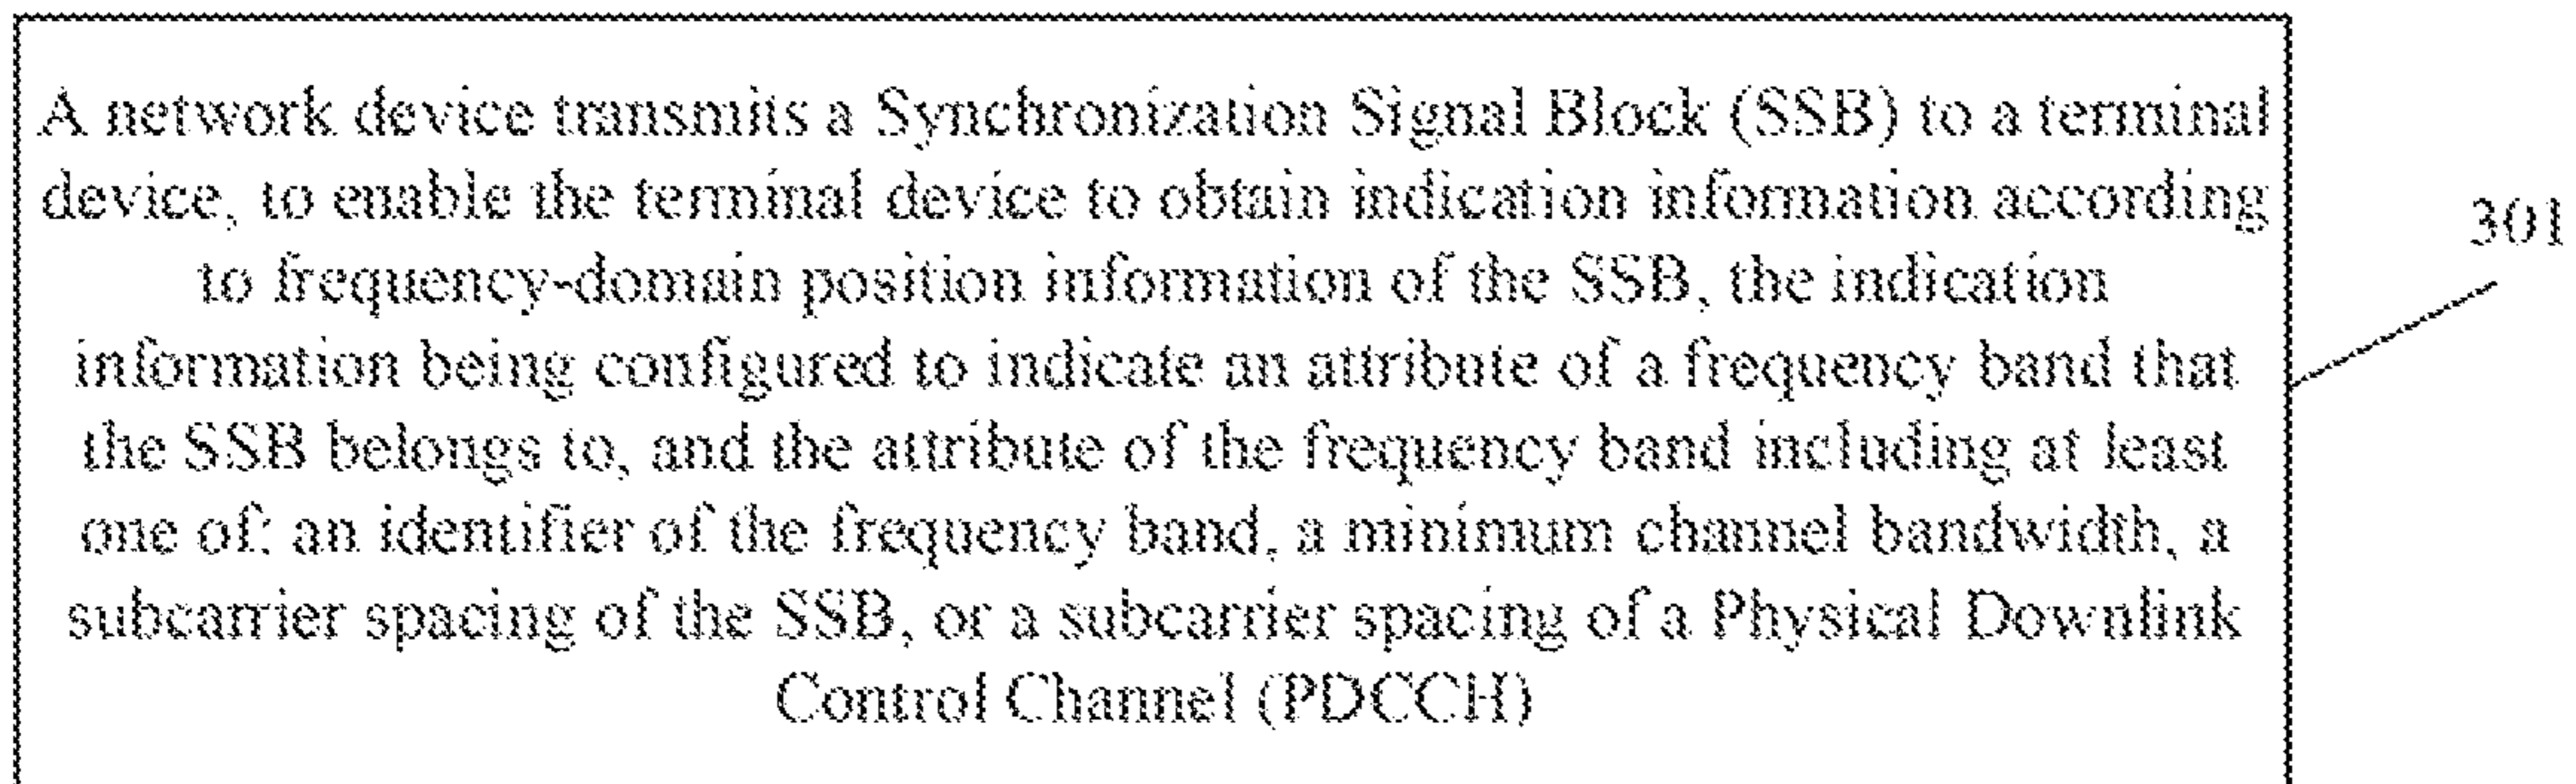 A network device transmits a Synchronization Signal Block (SSB) to a terminal
device, to enable the terminal device to obtain indication information according
to frequency-domain position information of the SSB, the indication
information being configured to indicate an attribute of a frequency band that
the SSB belongs to, and the attribute of the frequency band including at least
one of: an identifier of the frequency band, a minimum channel bandwidth, a
subcarrier spacing of the SSB, or a subcarrier spacing of a Physical Downlink
Control Channel (PDCCH)
301